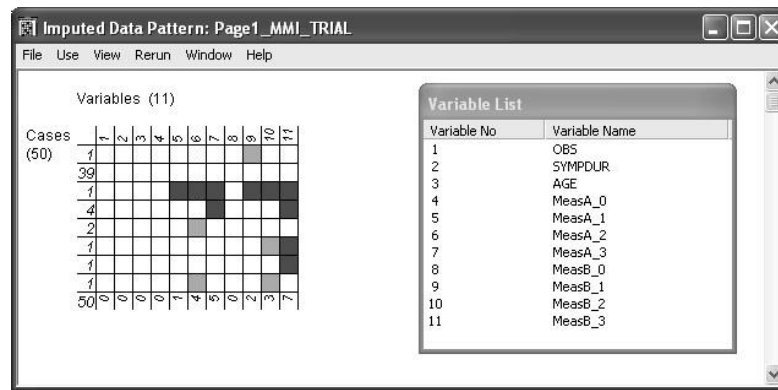 Imputed Data Pattern: Page1_MMI_TRIAL
File Use View Rerun Window Help
Variables (11)
Cases
(50)
1 2 3 4 5 6 7 8 9 10 11
1
39
1
4
2
1
1
1
50 0 0 0 0 1 4 5 0 2 3 7
Variable List
Variable No Variable Name
1 OBS
2 SYMPDUR
3 AGE
4 MeasA_0
5 MeasA_1
6 MeasA_2
7 MeasA_3
8 MeasB_0
9 MeasB_1
10 MeasB_2
11 MeasB_3